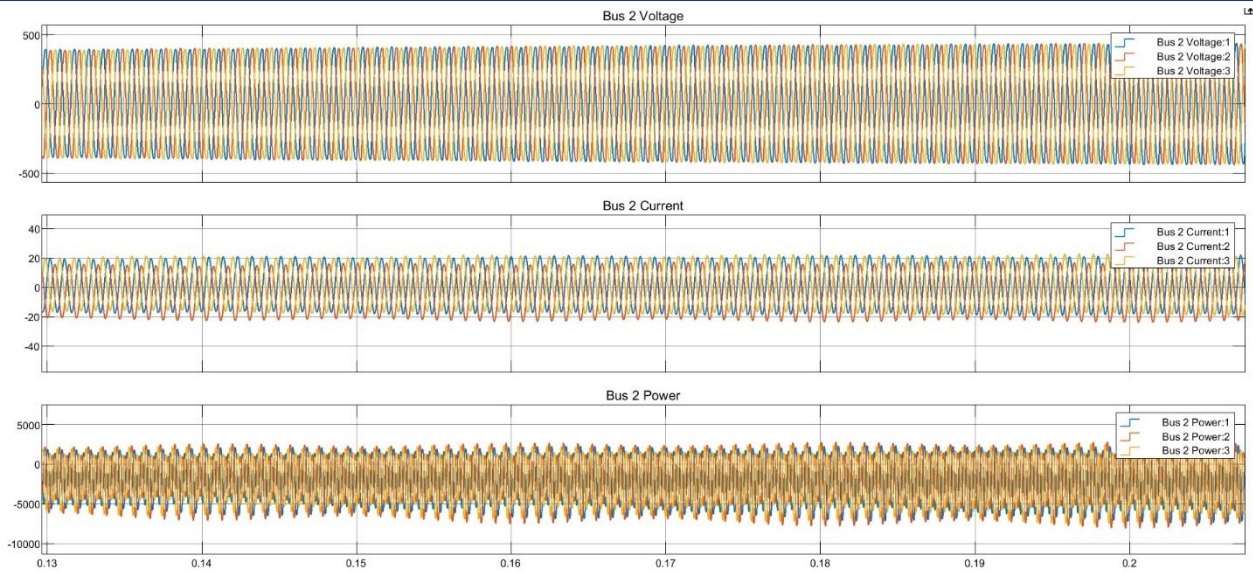 Bus 2 Voltage
500
0
-500
Bus 2 Voltage:1
Bus 2 Voltage:2
Bus 2 Voltage:3
Bus 2 Current
40
20
0
-20
-40
Bus 2 Current:1
Bus 2 Current:2
Bus 2 Current:3
Bus 2 Power
5000
0
-5000
-10000
Bus 2 Power:1
Bus 2 Power:2
Bus 2 Power:3
0.13 0.14 0.15 0.16 0.17 0.18 0.19 0.2